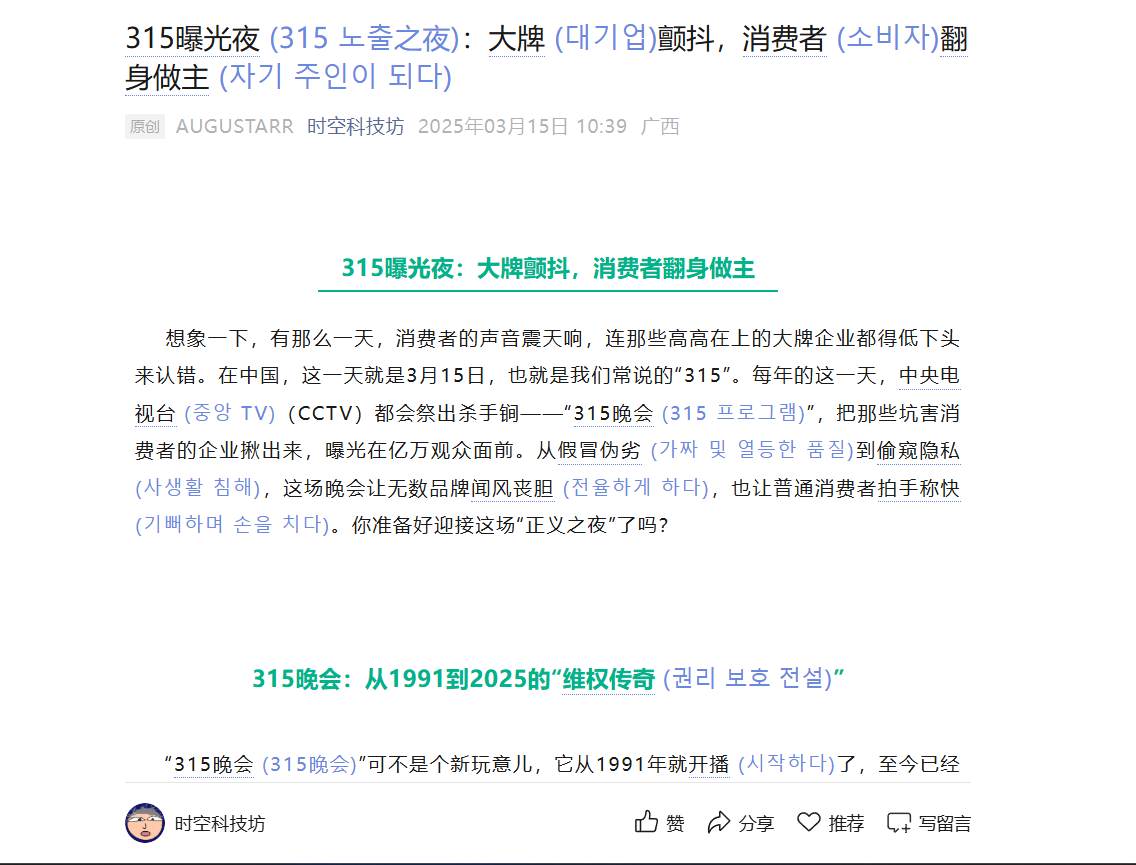 315曝光夜 (315 노출之夜)：大牌 (대기업)颤抖，消费者 (소비자)翻
身做主 (자기 주인이 되다)
原创 AUGUSTARR 时空科技坊 2025年03月15日 10:39 广西
315曝光夜：大牌颤抖，消费者翻身做主
想象一下，有那么一天，消费者的声音震天响，连那些高高在上的大牌企业都得低下头
来认错。在中国，这一天就是3月15日，也就是我们常说的“315”。每年的这一天，中央电
视台 (중앙 TV)（CCTV）都会祭出杀手锏——“315晚会 (315 프로그램)”，把那些坑害消
费者的企业揪出来，曝光在亿万观众面前。从假冒伪劣 (가짜 및 열등한 품질)到偷窥隐私
(사생활 침해)，这场晚会让无数品牌闻风丧胆 (전율하게 하다)，也让普通消费者拍手称快
(기뻐하며 손을 치다)。你准备好迎接这场“正义之夜”了吗？
315晚会：从1991到2025的“维权传奇 (권리 보호 전설)”
“315晚会 (315晚会)”可不是个新玩意儿，它从1991年就开播 (시작하다)了，至今已经
时空科技坊 赞 分享 推荐 写留言